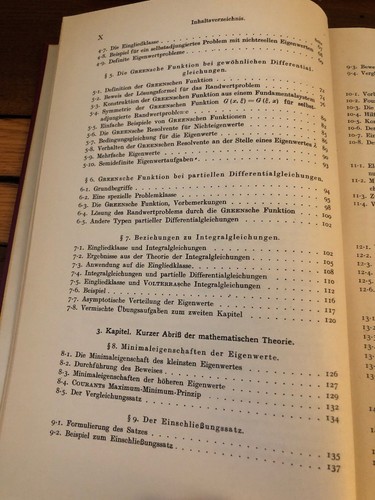 X
Inhaltsverzeichnis.
4-7. Die Eingliedklasse
4-8. Beispiel für ein selbstadjungiertes Problem mit nichtreellen Eigenwerten
4-9. Definite Eigenwertprobleme
§ 5. Die GREENsche Funktion bei gewöhnlichen Differential-
gleichungen.
5-1. Definition der GREENschen Funktion
5-2. Beweis der Lösungsformel für das Randwertproblem
5-3. Konstruktion der GREENschen Funktion aus einem Fundamentalsystem
5-4. Symmetrie der GREENschen Funktion G(x, ξ) = G(ξ, x) für selbst-
adjungierte Randwertprobleme
5-5. Einfache Beispiele von GREENschen Funktionen
5-6. Die GREENsche Resolvente für Nichteigenwerte
5-7. Bedingungsgleichung für die Eigenwerte
5-8. Verhalten der GREENschen Resolvente an der Stelle eines Eigenwertes
5-9. Mehrfache Eigenwerte
5-10. Semidefinite Eigenwertaufgaben
§ 6. GREENsche Funktion bei partiellen Differentialgleichungen.
6-1. Grundbegriffe 94
6-2. Eine spezielle Problemklasse 95
6-3. Die GREENsche Funktion, Vorbemerkungen 98
6-4. Lösung des Randwertproblems durch die GREENsche Funktion 100
6-5. Andere Typen partieller Differentialgleichungen 102
§ 7. Beziehungen zu Integralgleichungen.
7-1. Eingliedklasse und Integralgleichungen 102
7-2. Ergebnisse aus der Theorie der Integralgleichungen 105
7-3. Anwendung auf die Eingliedklasse 108
7-4. Integralgleichungen und partielle Differentialgleichungen 110
7-5. Eingliedklasse und VOLTERRAsche Integralgleichung 112
7-6. Beispiel 116
7-7. Asymptotische Verteilung der Eigenwerte 117
7-8. Vermischte Übungsaufgaben zum zweiten Kapitel 120
3. Kapitel. Kurzer Abriß der mathematischen Theorie.
§ 8. Minimaleigenschaften der Eigenwerte.
8-1. Die Minimaleigenschaft des kleinsten Eigenwertes 126
8-2. Durchführung des Beweises 127
8-3. Minimaleigenschaften der höheren Eigenwerte 129
8-4. COURANTs Maximum-Minimum-Prinzip 132
8-5. Der Vergleichungssatz 134
§ 9. Der Einschließungssatz.
9-1. Formulierung des Satzes 135
9-2. Beispiel zum Einschließungssatz 137